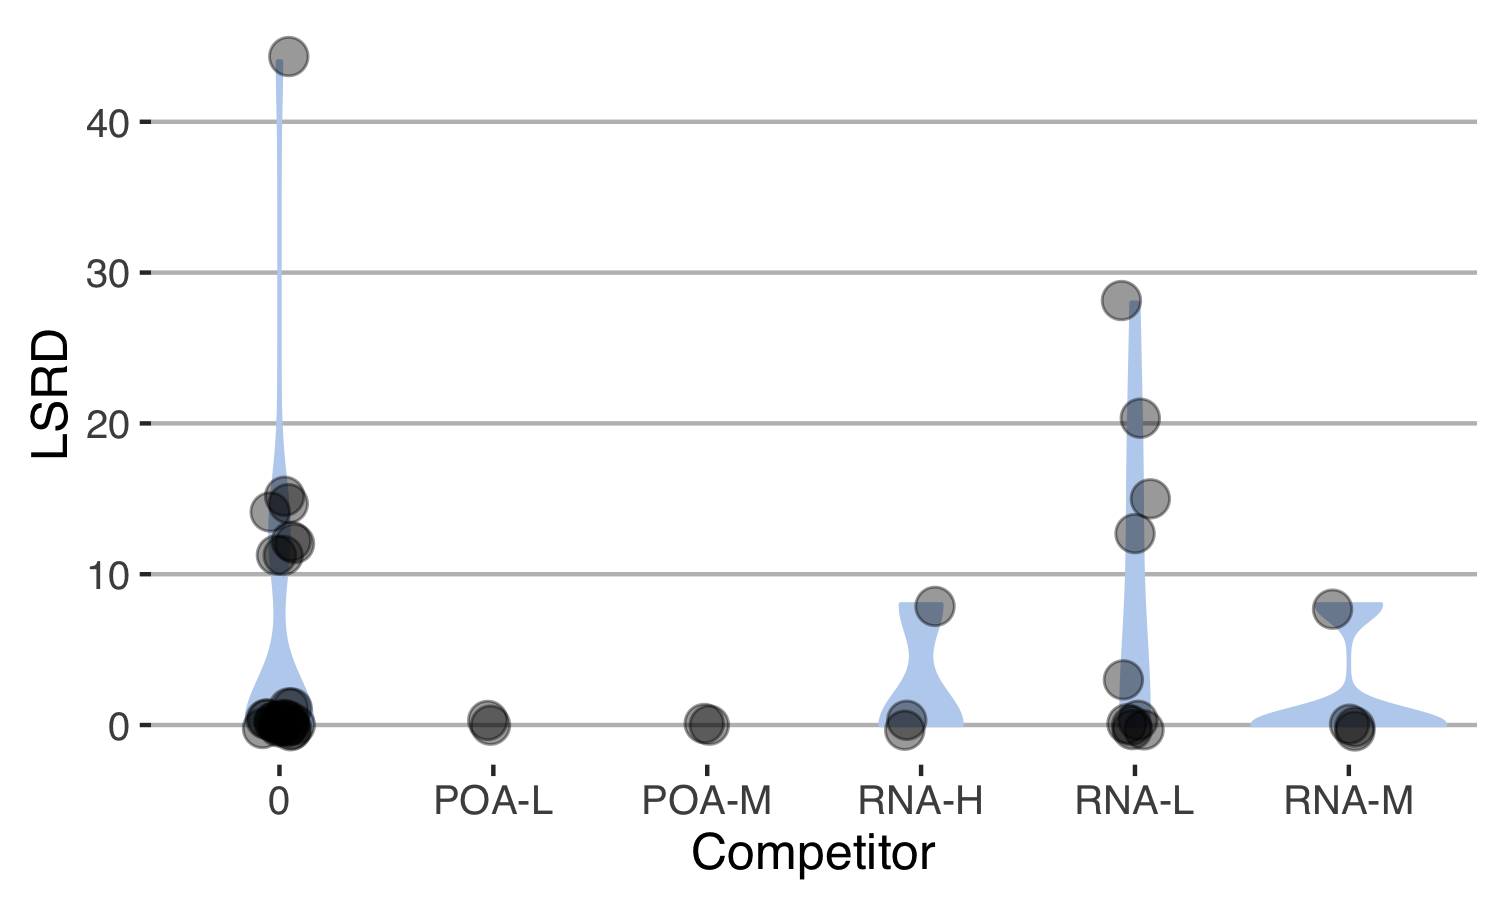 40
30
20
10
0
LSRD
0 POA-L POA-M RNA-H RNA-L RNA-M
Competitor